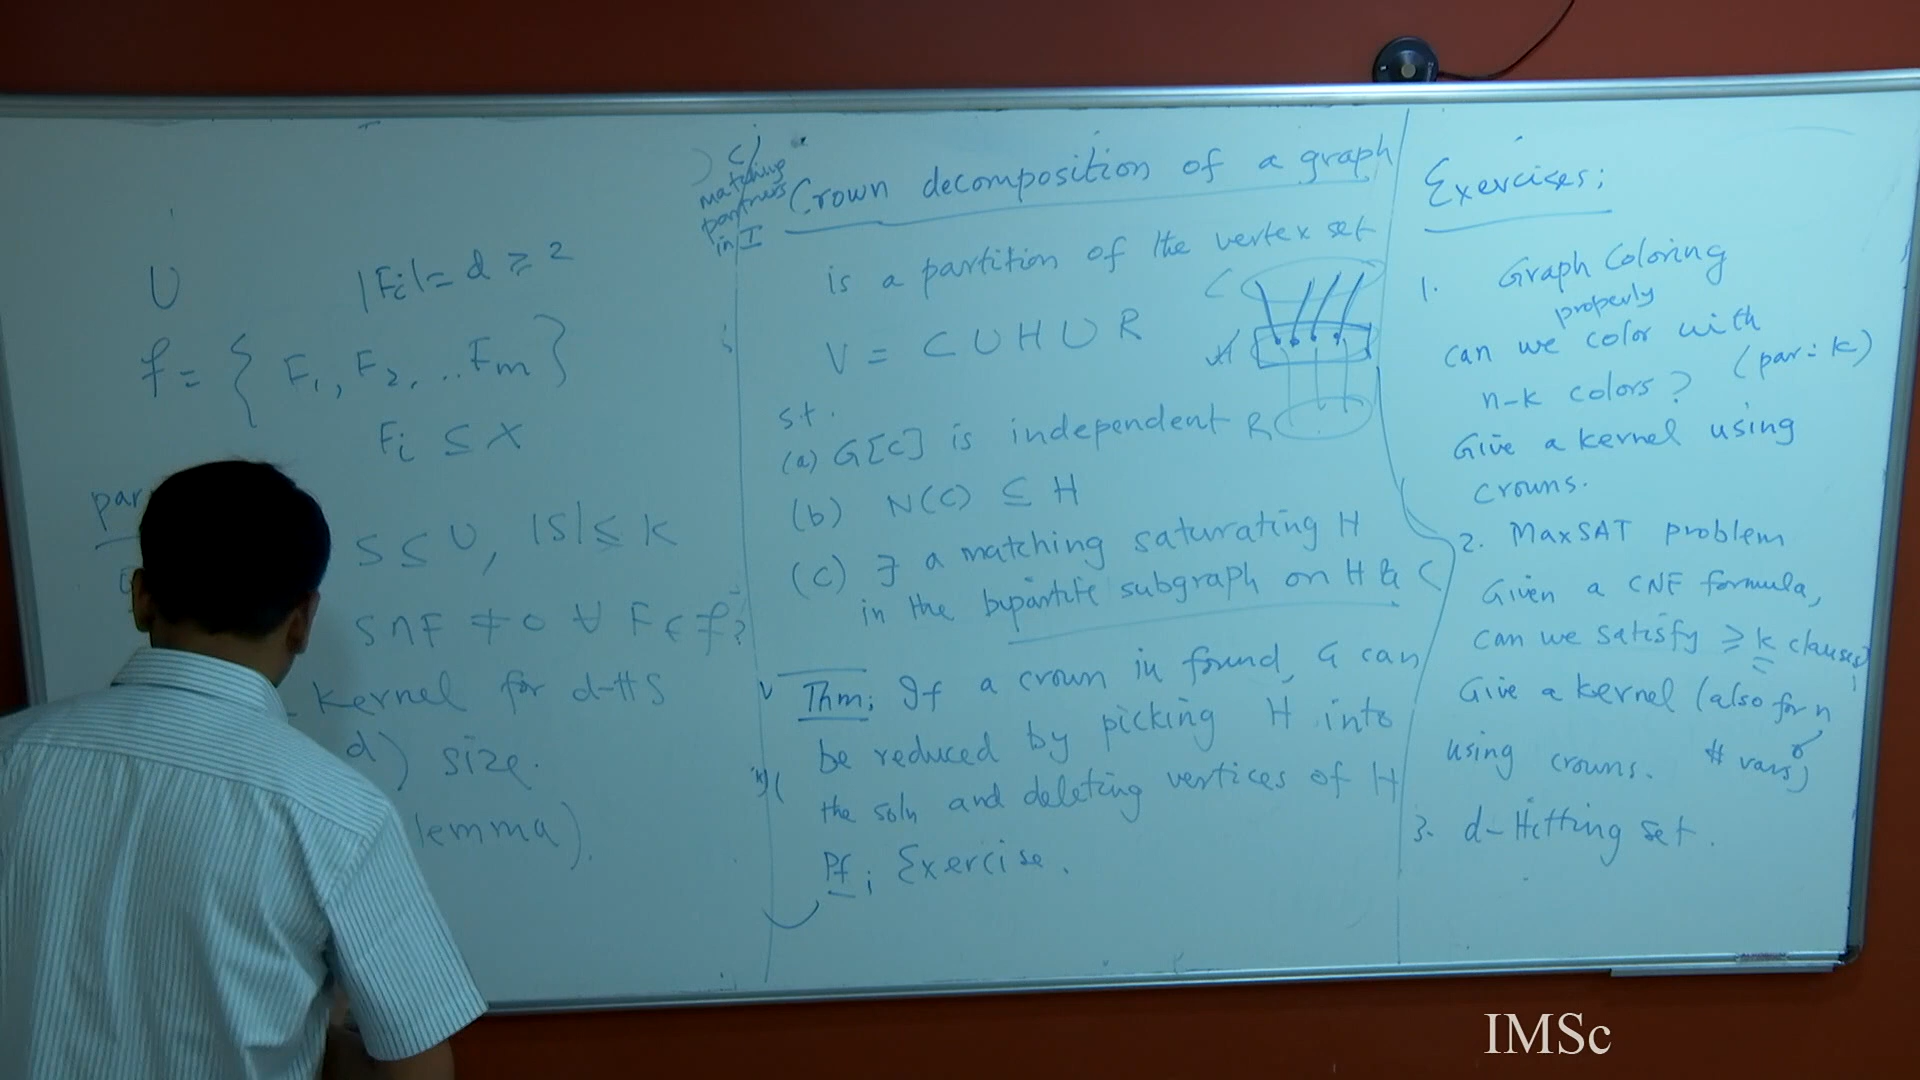 U
|Fi| = d ≥ 2
f = { F1, F2, .. Fm }
Fi ⊆ X
par
S ⊆ U, |S| ≤ k
S ∩ F ≠ 0 ∀ F ∈ f?
kernel for d-HS
d) size.
lemma).
C /
matching
partners
in I
Crown decomposition of a graph
is a partition of the vertex set
V = C U H U R
C
H
R
st.
(a) G[C] is independent
(b) N(C) ⊆ H
(c) ∃ a matching saturating H
in the bipartite subgraph on H & C
Thm: If a crown in found, G can
be reduced by picking H into
the soln and deleting vertices of H
Pf: Exercise.
Exercises:
1. Graph Coloring
properly
can we color with
n-k colors? (par = k)
Give a kernel using
crowns.
2. MaxSAT problem
Given a CNF formula,
can we satisfy ≥ k clauses
Give a kernel (also for n
using crowns. # vars)
3. d-Hitting set.
IMSc